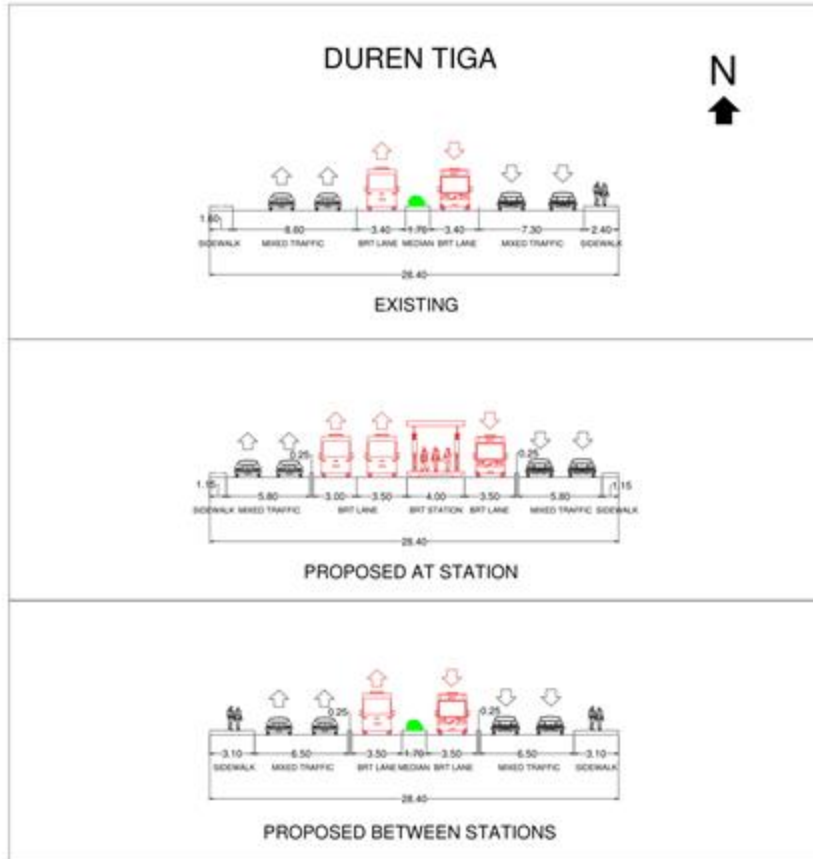 DUREN TIGA
N
1.60 8.60 3.40 1.70 3.40 7.30 2.40
SIDEWALK MIXED TRAFFIC BRT LANE MEDIAN BRT LANE MIXED TRAFFIC SIDEWALK
28.40
EXISTING
0.25 0.25
1.15 5.80 3.00 3.50 4.00 3.50 5.80 1.15
SIDEWALK MIXED TRAFFIC BRT LANE BRT STATION BRT LANE MIXED TRAFFIC SIDEWALK
28.40
PROPOSED AT STATION
0.25 0.25
3.10 6.50 3.50 1.70 3.50 6.50 3.10
SIDEWALK MIXED TRAFFIC BRT LANE MEDIAN BRT LANE MIXED TRAFFIC SIDEWALK
28.40
PROPOSED BETWEEN STATIONS